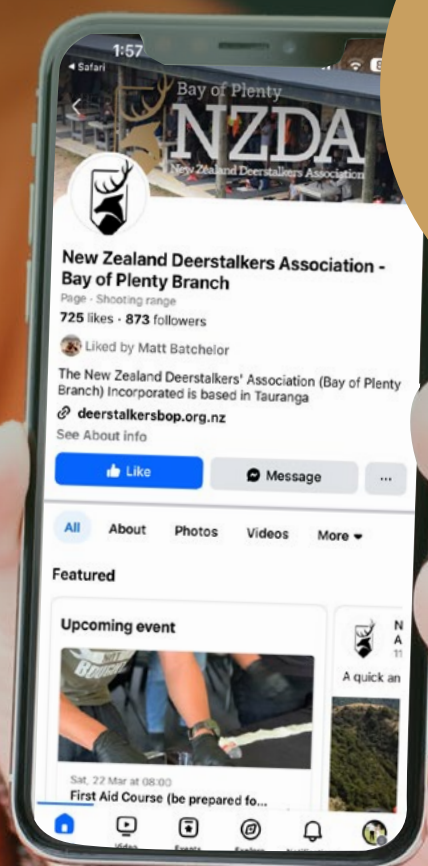 1:57
◂ Safari
Bay of Plenty
NZDA
New Zealand Deerstalkers Association
New Zealand Deerstalkers Association -
Bay of Plenty Branch
Page · Shooting range
725 likes · 873 followers
Liked by Matt Batchelor
The New Zealand Deerstalkers' Association (Bay of Plenty
Branch) Incorporated is based in Tauranga
deerstalkersbop.org.nz
See About info
Like
Message
...
All About Photos Videos More
Featured
Upcoming event
N
A
11
A quick an
Sat, 22 Mar at 08:00
First Aid Course (be prepared fo...
Video
Events